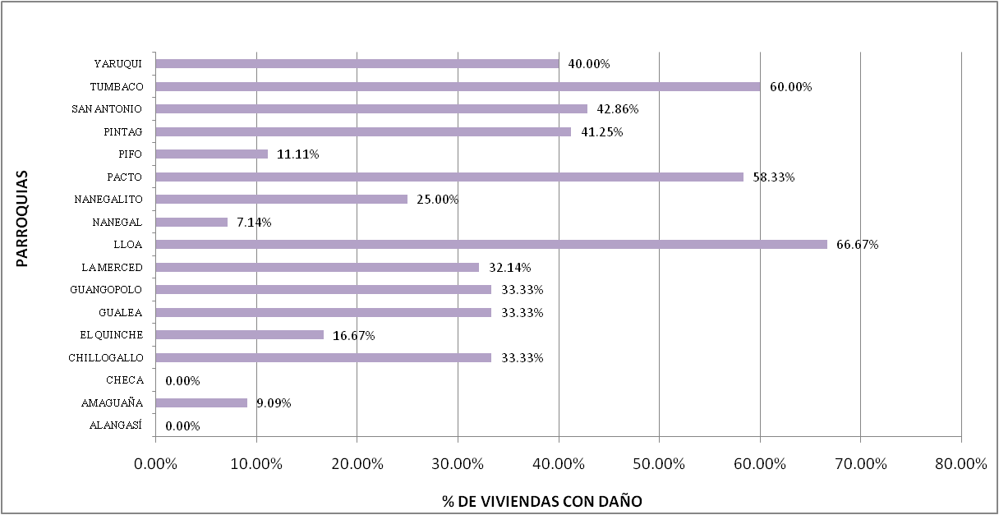 YARUQUI 40.00%
TUMBACO 60.00%
SAN ANTONIO 42.86%
PINTAG 41.25%
PIFO 11.11%
PACTO 58.33%
NANEGALITO 25.00%
NANEGAL 7.14%
LLOA 66.67%
LA MERCED 32.14%
GUANGOPOLO 33.33%
GUALEA 33.33%
EL QUINCHE 16.67%
CHILLOGALLO 33.33%
CHECA 0.00%
AMAGUAÑA 9.09%
ALANGASÍ 0.00%
PARROQUIAS
0.00% 10.00% 20.00% 30.00% 40.00% 50.00% 60.00% 70.00% 80.00%
% DE VIVIENDAS CON DAÑO